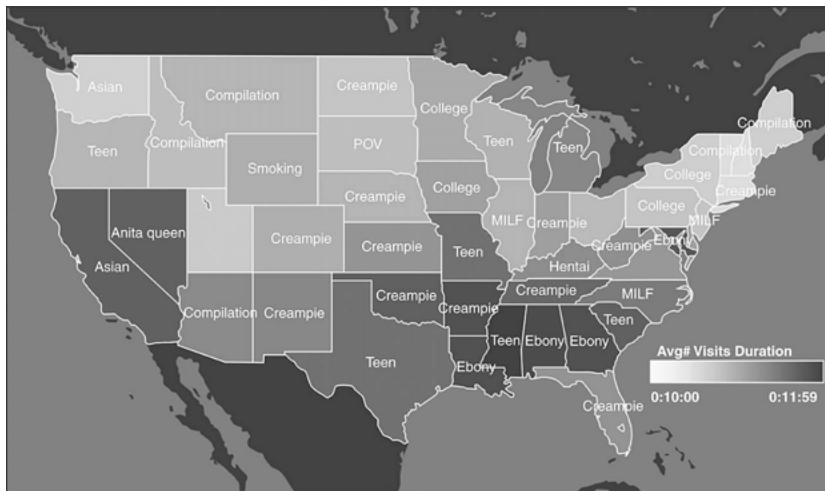 Asian
Compilation
Creampie
College
Teen
Teen
Compilation
Teen
Compilation
Smoking
POV
Compilation
College
Creampie
College
Creampie
College
MILF
Anita queen
Asian
Creampie
Creampie
Teen
MILF
Creampie
Creampie
Ebony
Hentai
Compilation
Creampie
Creampie
Creampie
Creampie
MILF
Teen
Ebony
Teen
Ebony
Ebony
Teen
Creampie
Avg# Visits Duration
0:10:00 0:11:59